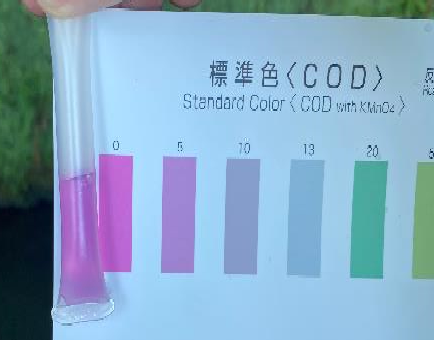 標準色〈COD〉
Standard Color〈COD with KMnO4〉
0 5 10 13 20